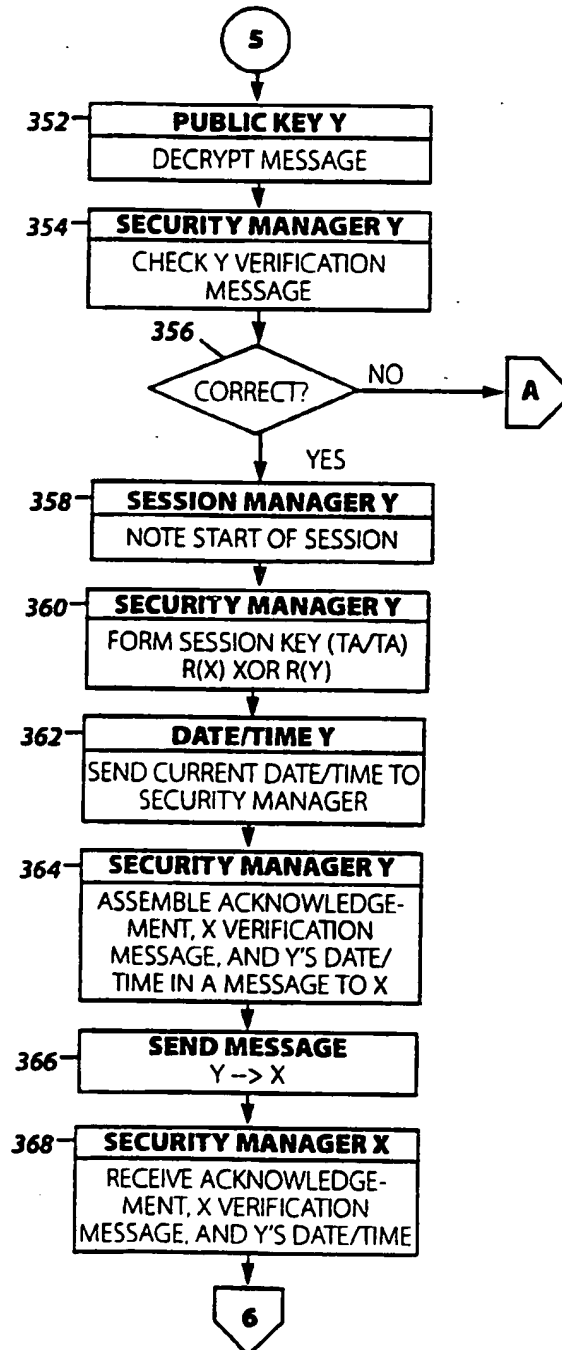 5
352
PUBLIC KEY Y
DECRYPT MESSAGE
354
SECURITY MANAGER Y
CHECK Y VERIFICATION
MESSAGE
356
CORRECT?
NO
A
YES
358
SESSION MANAGER Y
NOTE START OF SESSION
360
SECURITY MANAGER Y
FORM SESSION KEY (TA/TA)
R(X) XOR R(Y)
362
DATE/TIME Y
SEND CURRENT DATE/TIME TO
SECURITY MANAGER
364
SECURITY MANAGER Y
ASSEMBLE ACKNOWLEDGE-
MENT, X VERIFICATION
MESSAGE, AND Y'S DATE/
TIME IN A MESSAGE TO X
366
SEND MESSAGE
Y --> X
368
SECURITY MANAGER X
RECEIVE ACKNOWLEDGE-
MENT, X VERIFICATION
MESSAGE, AND Y'S DATE/TIME
6